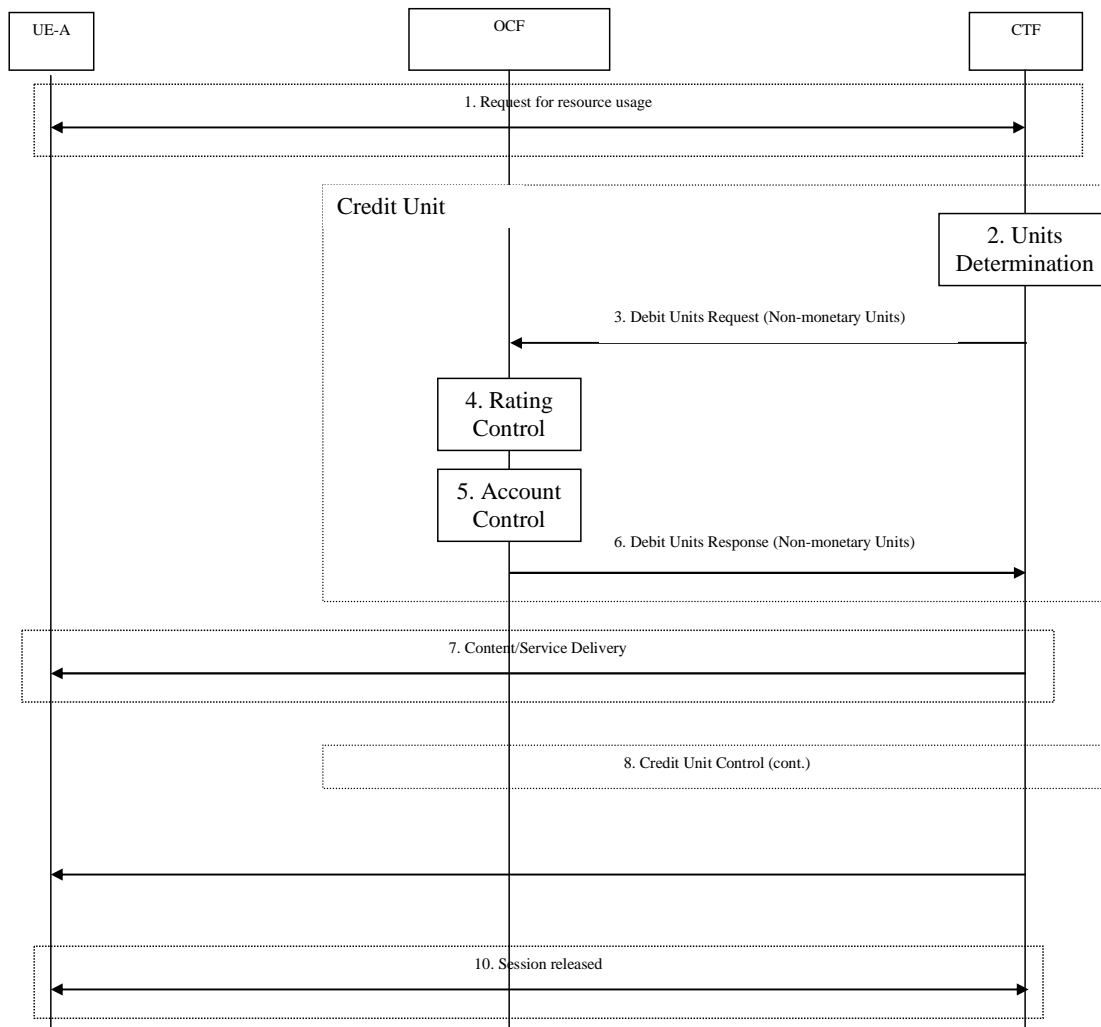 UE-A
OCF
CTF
1. Request for resource usage
Credit Unit
2. Units
Determination
3. Debit Units Request (Non-monetary Units)
4. Rating
Control
5. Account
Control
6. Debit Units Response (Non-monetary Units)
7. Content/Service Delivery
8. Credit Unit Control (cont.)
10. Session released